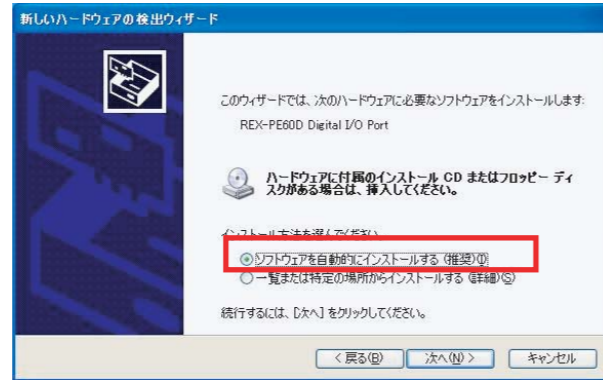 新しいハードウェアの検出ウィザード
このウィザードでは、次のハードウェアに必要なソフトウェアをインストールします:
REX-PE60D Digital I/O Port
ハードウェアに付属のインストール CD またはフロッピー ディ
スクがある場合は、挿入してください。
インストール方法を選んでください。
ソフトウェアを自動的にインストールする (推奨)(I)
一覧または特定の場所からインストールする (詳細)(S)
続行するには、[次へ] をクリックしてください。
< 戻る(B) 次へ(N) > キャンセル